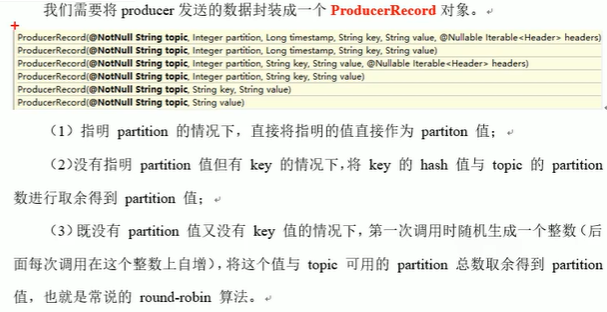 我们需要将 producer 发送的数据封装成一个 ProducerRecord 对象。
ProducerRecord(@NotNull String topic, Integer partition, Long timestamp, String key, String value, @Nullable Iterable<Header> headers)
ProducerRecord(@NotNull String topic, Integer partition, Long timestamp, String key, String value)
ProducerRecord(@NotNull String topic, Integer partition, String key, String value, @Nullable Iterable<Header> headers)
ProducerRecord(@NotNull String topic, Integer partition, String key, String value)
ProducerRecord(@NotNull String topic, String key, String value)
ProducerRecord(@NotNull String topic, String value)
（1）指明 partition 的情况下，直接将指明的值直接作为 partiton 值；
（2）没有指明 partition 值但有 key 的情况下，将 key 的 hash 值与 topic 的 partition
数进行取余得到 partition 值；
（3）既没有 partition 值又没有 key 值的情况下，第一次调用时随机生成一个整数（后
面每次调用在这个整数上自增），将这个值与 topic 可用的 partition 总数取余得到 partition
值，也就是常说的 round-robin 算法。